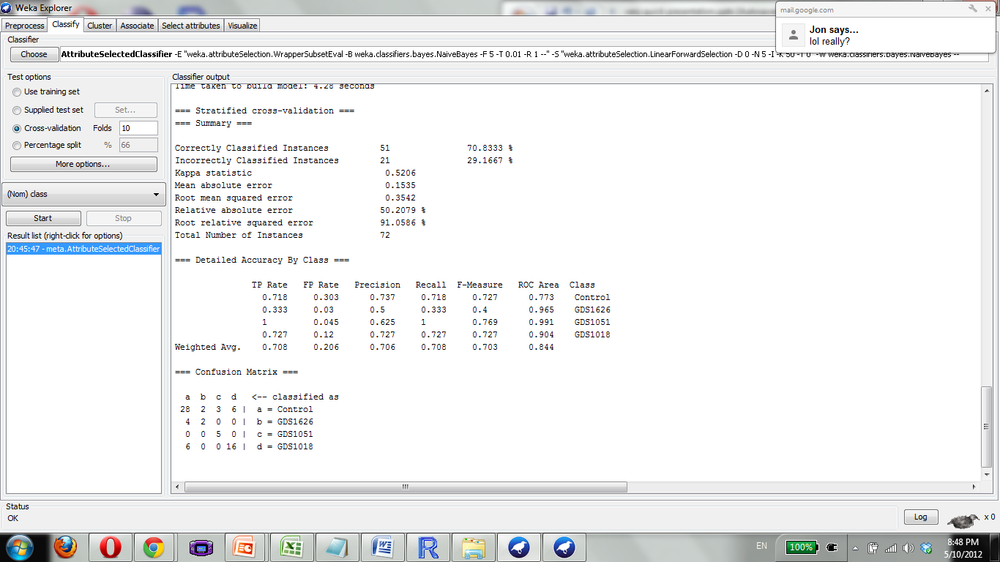 Weka Explorer
Preprocess Classify Cluster Associate Select attributes Visualize
mail.google.com
Jon says...
lol really?
Classifier
Choose AttributeSelectedClassifier -E "weka.attributeSelection.WrapperSubsetEval -B weka.classifiers.bayes.NaiveBayes -F 5 -T 0.01 -R 1 --" -S "weka.attributeSelection.LinearForwardSelection -D 0 -N 5 -I -K 50 -T 0" -W weka.classifiers.bayes.NaiveBayes --
Test options
Use training set
Supplied test set Set...
Cross-validation Folds 10
Percentage split % 66
More options...
(Nom) class
Start Stop
Result list (right-click for options)
20:45:47 - meta.AttributeSelectedClassifier
Classifier output
Time taken to build model: 4.28 seconds
=== Stratified cross-validation ===
=== Summary ===
Correctly Classified Instances 51 70.8333 %
Incorrectly Classified Instances 21 29.1667 %
Kappa statistic 0.5206
Mean absolute error 0.1535
Root mean squared error 0.3542
Relative absolute error 50.2079 %
Root relative squared error 91.0586 %
Total Number of Instances 72
=== Detailed Accuracy By Class ===
TP Rate FP Rate Precision Recall F-Measure ROC Area Class
0.718 0.303 0.737 0.718 0.727 0.773 Control
0.333 0.03 0.5 0.333 0.4 0.965 GDS1626
1 0.045 0.625 1 0.769 0.991 GDS1051
0.727 0.12 0.727 0.727 0.727 0.904 GDS1018
Weighted Avg. 0.708 0.206 0.706 0.708 0.703 0.844
=== Confusion Matrix ===
a b c d <-- classified as
28 2 3 6 | a = Control
4 2 0 0 | b = GDS1626
0 0 5 0 | c = GDS1051
6 0 0 16 | d = GDS1018
Status
OK
Log x 0
EN 100% 8:48 PM
5/10/2012